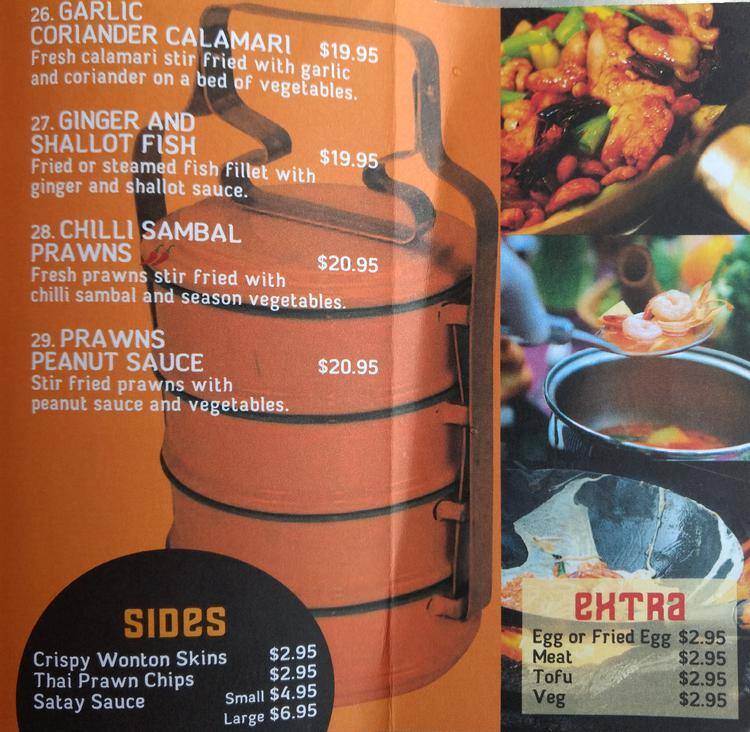 26. GARLIC
CORIANDER CALAMARI $19.95
Fresh calamari stir fried with garlic
and coriander on a bed of vegetables.
27. GINGER AND
SHALLOT FISH $19.95
Fried or steamed fish fillet with
ginger and shallot sauce.
28. CHILLI SAMBAL
PRAWNS $20.95
Fresh prawns stir fried with
chilli sambal and season vegetables.
29. PRAWNS
PEANUT SAUCE $20.95
Stir fried prawns with
peanut sauce and vegetables.
SIDES
Crispy Wonton Skins $2.95
Thai Prawn Chips $2.95
Satay Sauce Small $4.95
Large $6.95
EXTRA
Egg or Fried Egg $2.95
Meat $2.95
Tofu $2.95
Veg $2.95